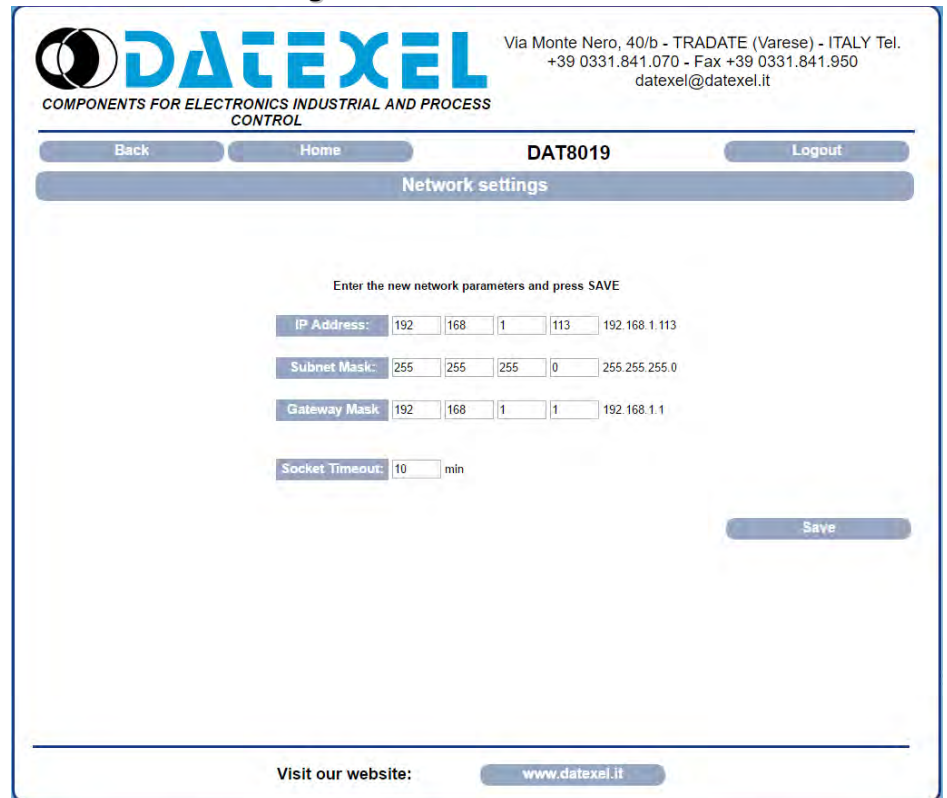 DATEXEL
COMPONENTS FOR ELECTRONICS INDUSTRIAL AND PROCESS
CONTROL
Via Monte Nero, 40/b - TRADATE (Varese) - ITALY Tel.
+39 0331.841.070 - Fax +39 0331.841.950
datexel@datexel.it
Back Home DAT8019 Logout
Network settings
Enter the new network parameters and press SAVE
IP Address: 192 168 1 113 192.168.1.113
Subnet Mask: 255 255 255 0 255.255.255.0
Gateway Mask 192 168 1 1 192.168.1.1
Socket Timeout: 10 min
Save
Visit our website: www.datexel.it